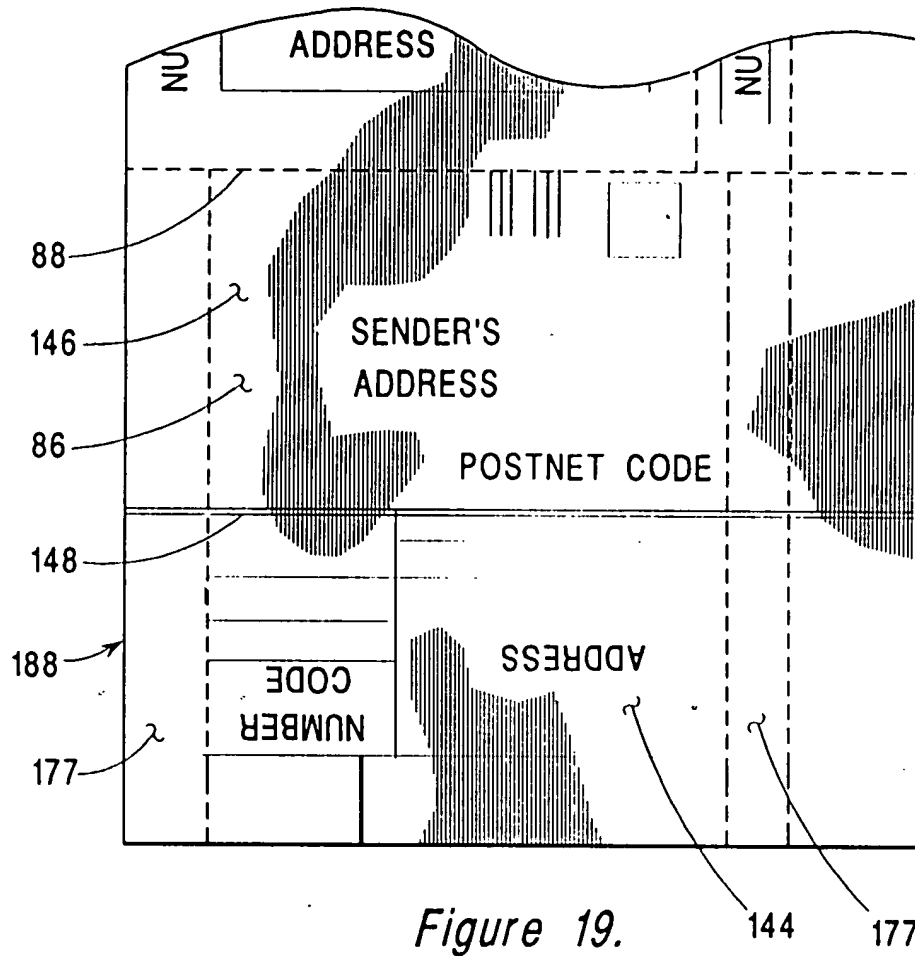 ADDRESS
NU
NU
88
146
SENDER'S
ADDRESS
86
POSTNET CODE
148
188
ADDRESS
CODE
NUMBER
177
144
177
Figure 19.